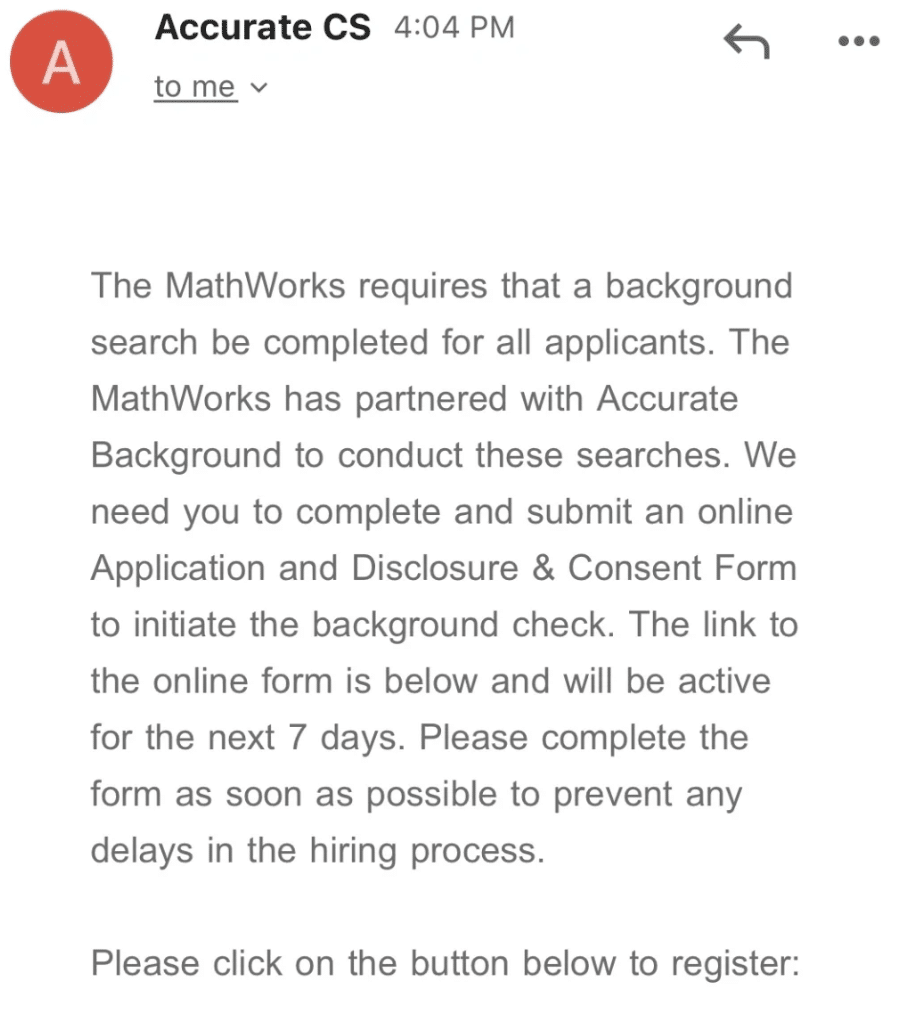 A
Accurate CS 4:04 PM
to me
The MathWorks requires that a background
search be completed for all applicants. The
MathWorks has partnered with Accurate
Background to conduct these searches. We
need you to complete and submit an online
Application and Disclosure & Consent Form
to initiate the background check. The link to
the online form is below and will be active
for the next 7 days. Please complete the
form as soon as possible to prevent any
delays in the hiring process.
Please click on the button below to register: